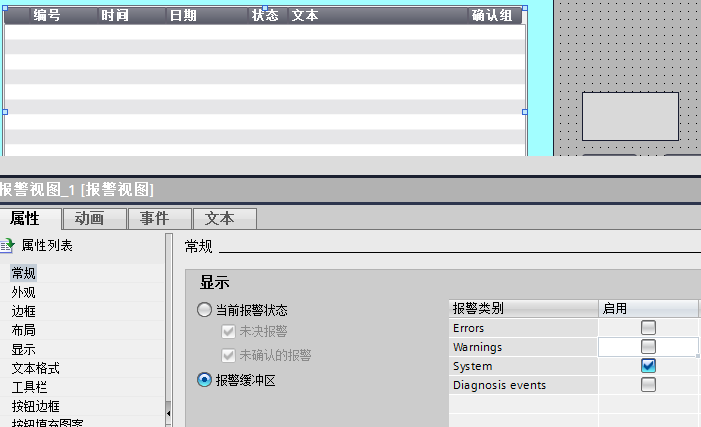 编号 时间 日期 状态 文本 确认组
报警视图_1 [报警视图]
属性 动画 事件 文本
属性列表
常规
外观
边框
布局
显示
文本格式
工具栏
按钮边框
按钮填充图案
常规
显示
当前报警状态
未决报警
未确认的报警
报警缓冲区
报警类别 启用
Errors
Warnings
System
Diagnosis events